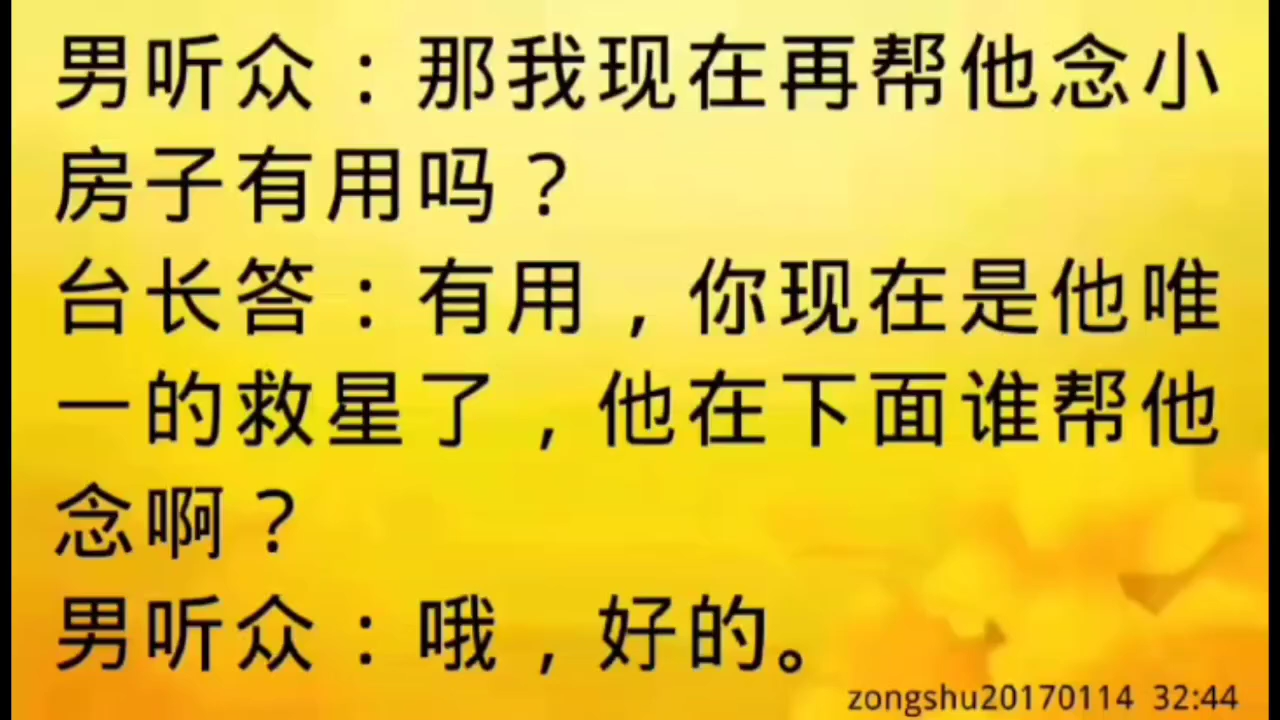 男听众：那我现在再帮他念小
房子有用吗？
台长答：有用，你现在是他唯
一的救星了，他在下面谁帮他
念啊？
男听众：哦，好的。
zongshu20170114 32:44